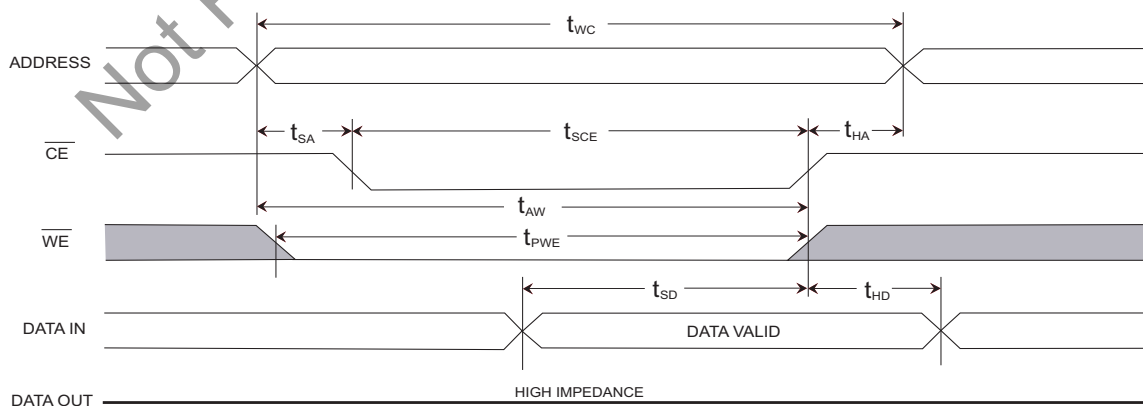 Not F
tWC
ADDRESS
tSA
tSCE
tHA
CE
tAW
WE
tPWE
tSD
tHD
DATA IN
DATA VALID
HIGH IMPEDANCE
DATA OUT